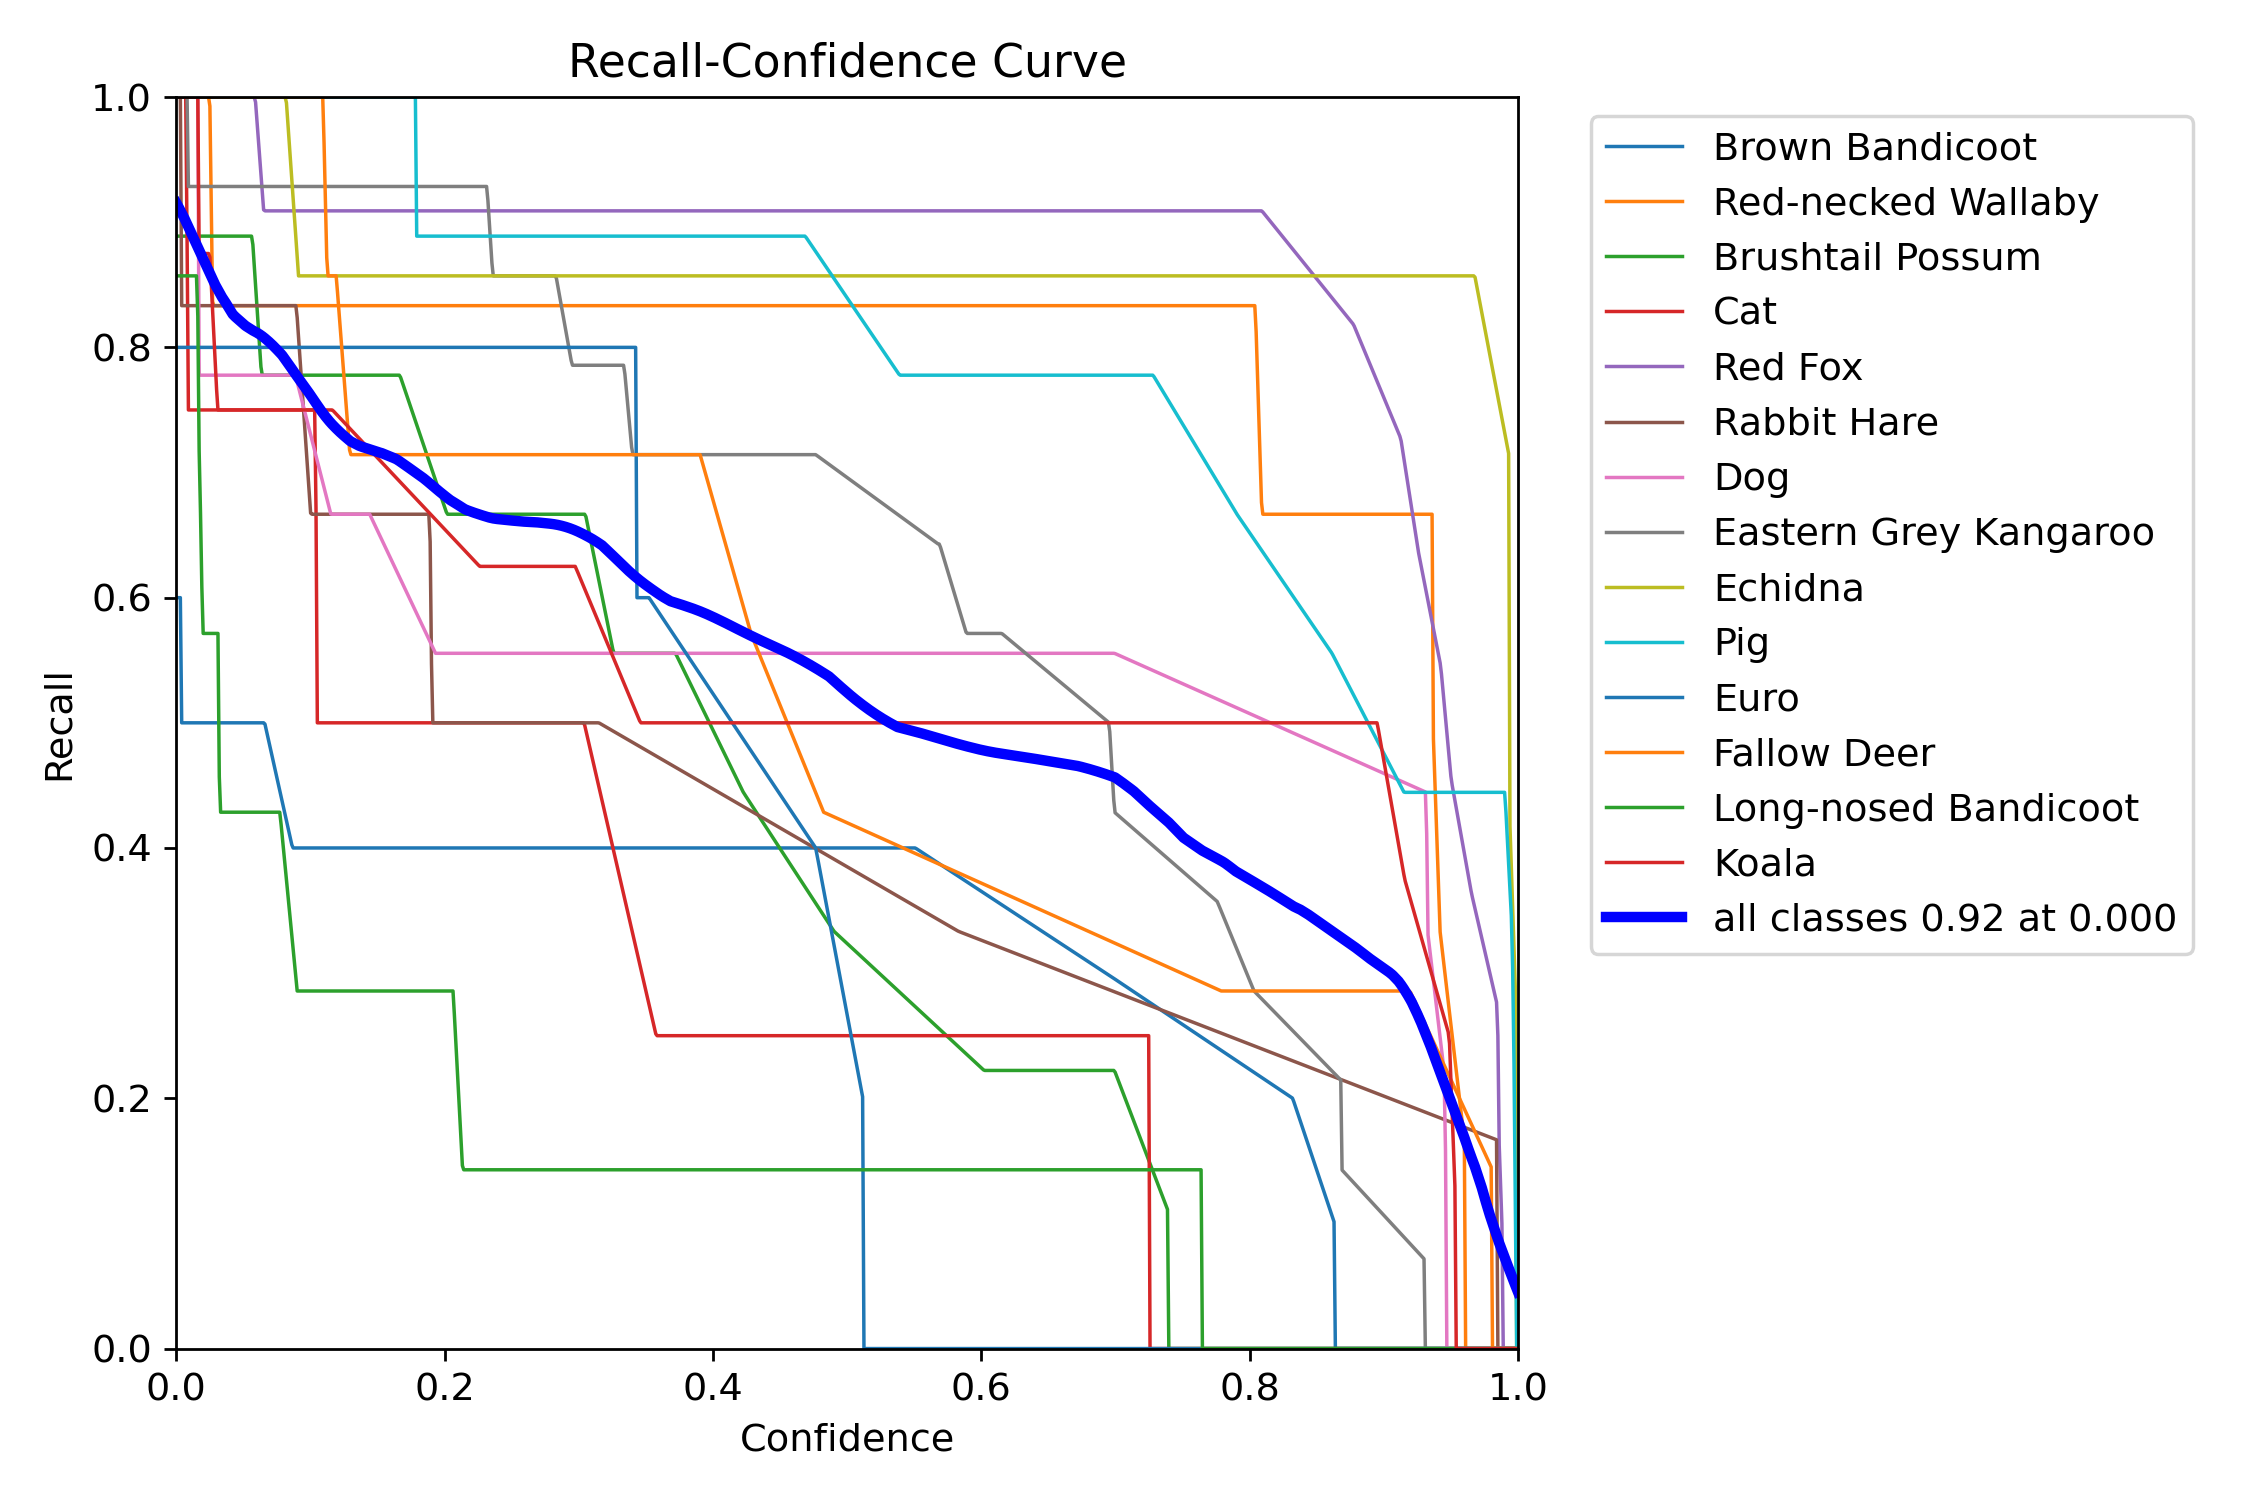 Recall-Confidence Curve
1.0
0.8
0.6
0.4
0.2
0.0
Recall
0.0 0.2 0.4 0.6 0.8 1.0
Confidence
Brown Bandicoot
Red-necked Wallaby
Brushtail Possum
Cat
Red Fox
Rabbit Hare
Dog
Eastern Grey Kangaroo
Echidna
Pig
Euro
Fallow Deer
Long-nosed Bandicoot
Koala
all classes 0.92 at 0.000